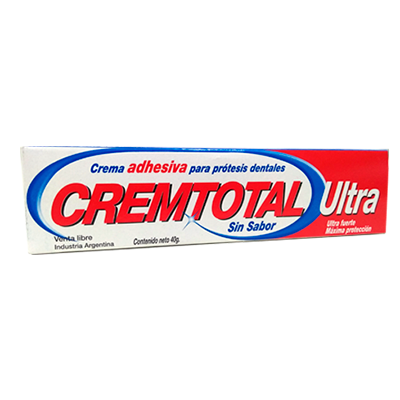 Crema adhesiva para prótesis dentales
CREMTOTAL Ultra
Sin Sabor
Ultra fuerte
Máxima protección
Venta libre
Industria Argentina
Contenido neto 40g.